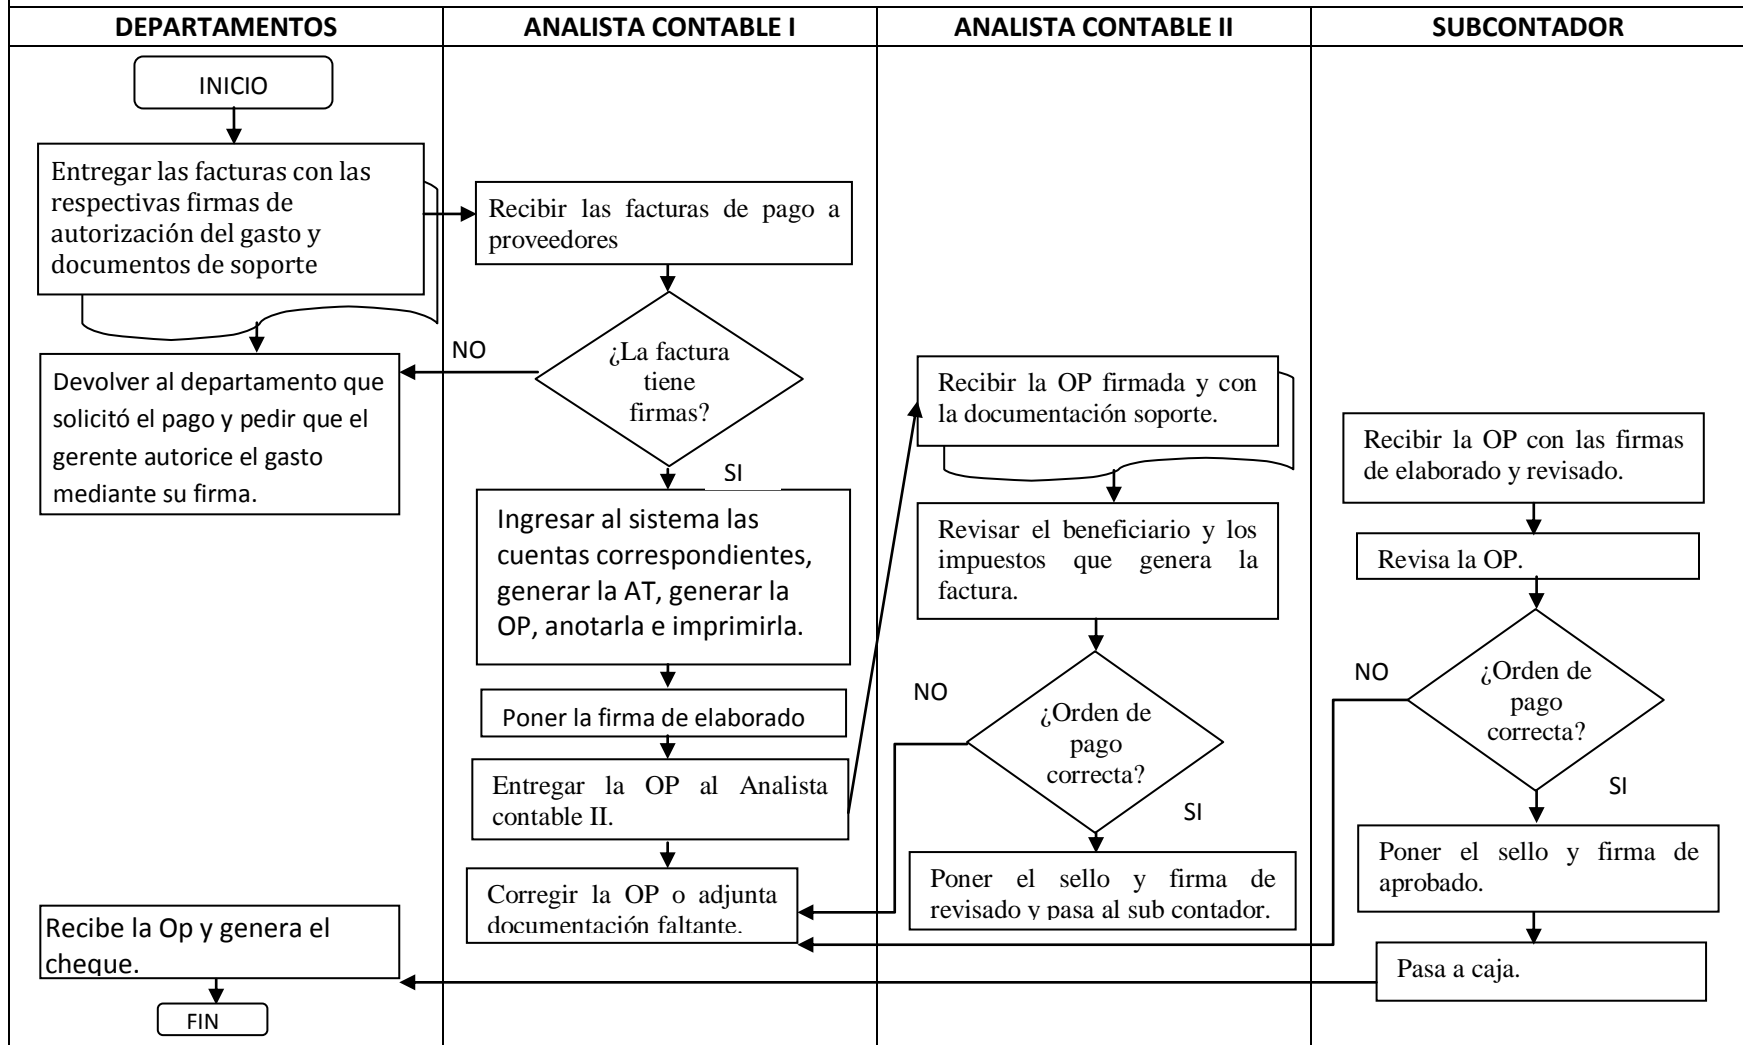 DEPARTAMENTOS
ANALISTA CONTABLE I
ANALISTA CONTABLE II
SUBCONTADOR
INICIO
Entregar las facturas con las
respectivas firmas de
autorización del gasto y
documentos de soporte
Devolver al departamento que
solicitó el pago y pedir que el
gerente autorice el gasto
mediante su firma.
Recibe la Op y genera el
cheque.
FIN
Recibir las facturas de pago a
proveedores
¿La factura
tiene
firmas?
NO
SI
Ingresar al sistema las
cuentas correspondientes,
generar la AT, generar la
OP, anotarla e imprimirla.
Poner la firma de elaborado
Entregar la OP al Analista
contable II.
Corregir la OP o adjunta
documentación faltante.
Recibir la OP firmada y con
la documentación soporte.
Revisar el beneficiario y los
impuestos que genera la
factura.
¿Orden de
pago
correcta?
NO
SI
Poner el sello y firma de
revisado y pasa al sub contador.
Recibir la OP con las firmas
de elaborado y revisado.
Revisa la OP.
¿Orden de
pago
correcta?
NO
SI
Poner el sello y firma de
aprobado.
Pasa a caja.